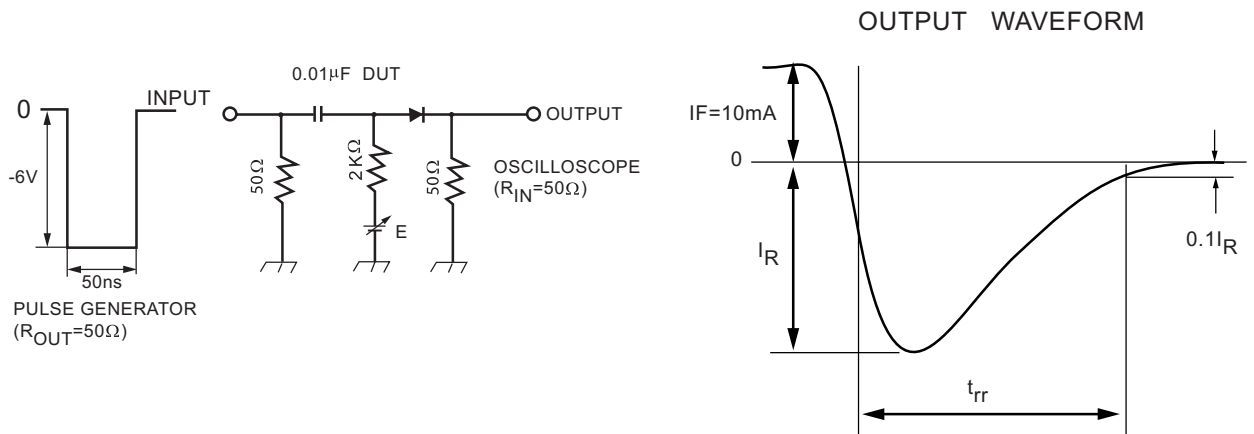 OUTPUT WAVEFORM
0.01μF DUT
0
INPUT
OUTPUT
-6V
50Ω
2KΩ
50Ω
OSCILLOSCOPE
(RIN=50Ω)
E
50ns
PULSE GENERATOR
(ROUT=50Ω)
IF=10mA
0
IR
0.1IR
trr